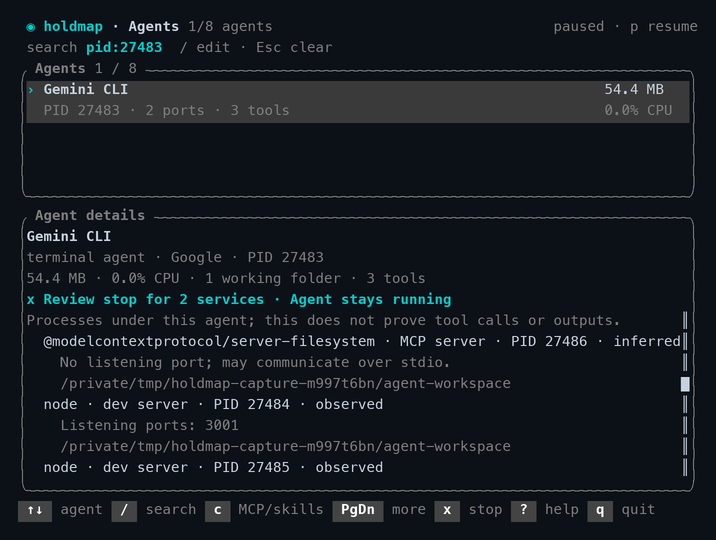 ◉ holdmap · Agents 1/8 agents paused · p resume
search pid:27483 / edit · Esc clear
Agents 1 / 8
› Gemini CLI 54.4 MB
PID 27483 · 2 ports · 3 tools 0.0% CPU
Agent details
Gemini CLI
terminal agent · Google · PID 27483
54.4 MB · 0.0% CPU · 1 working folder · 3 tools
x Review stop for 2 services · Agent stays running
Processes under this agent; this does not prove tool calls or outputs.
@modelcontextprotocol/server-filesystem · MCP server · PID 27486 · inferred
No listening port; may communicate over stdio.
/private/tmp/holdmap-capture-m997t6bn/agent-workspace
node · dev server · PID 27484 · observed
Listening ports: 3001
/private/tmp/holdmap-capture-m997t6bn/agent-workspace
node · dev server · PID 27485 · observed
↑↓ agent / search c MCP/skills PgDn more x stop ? help q quit